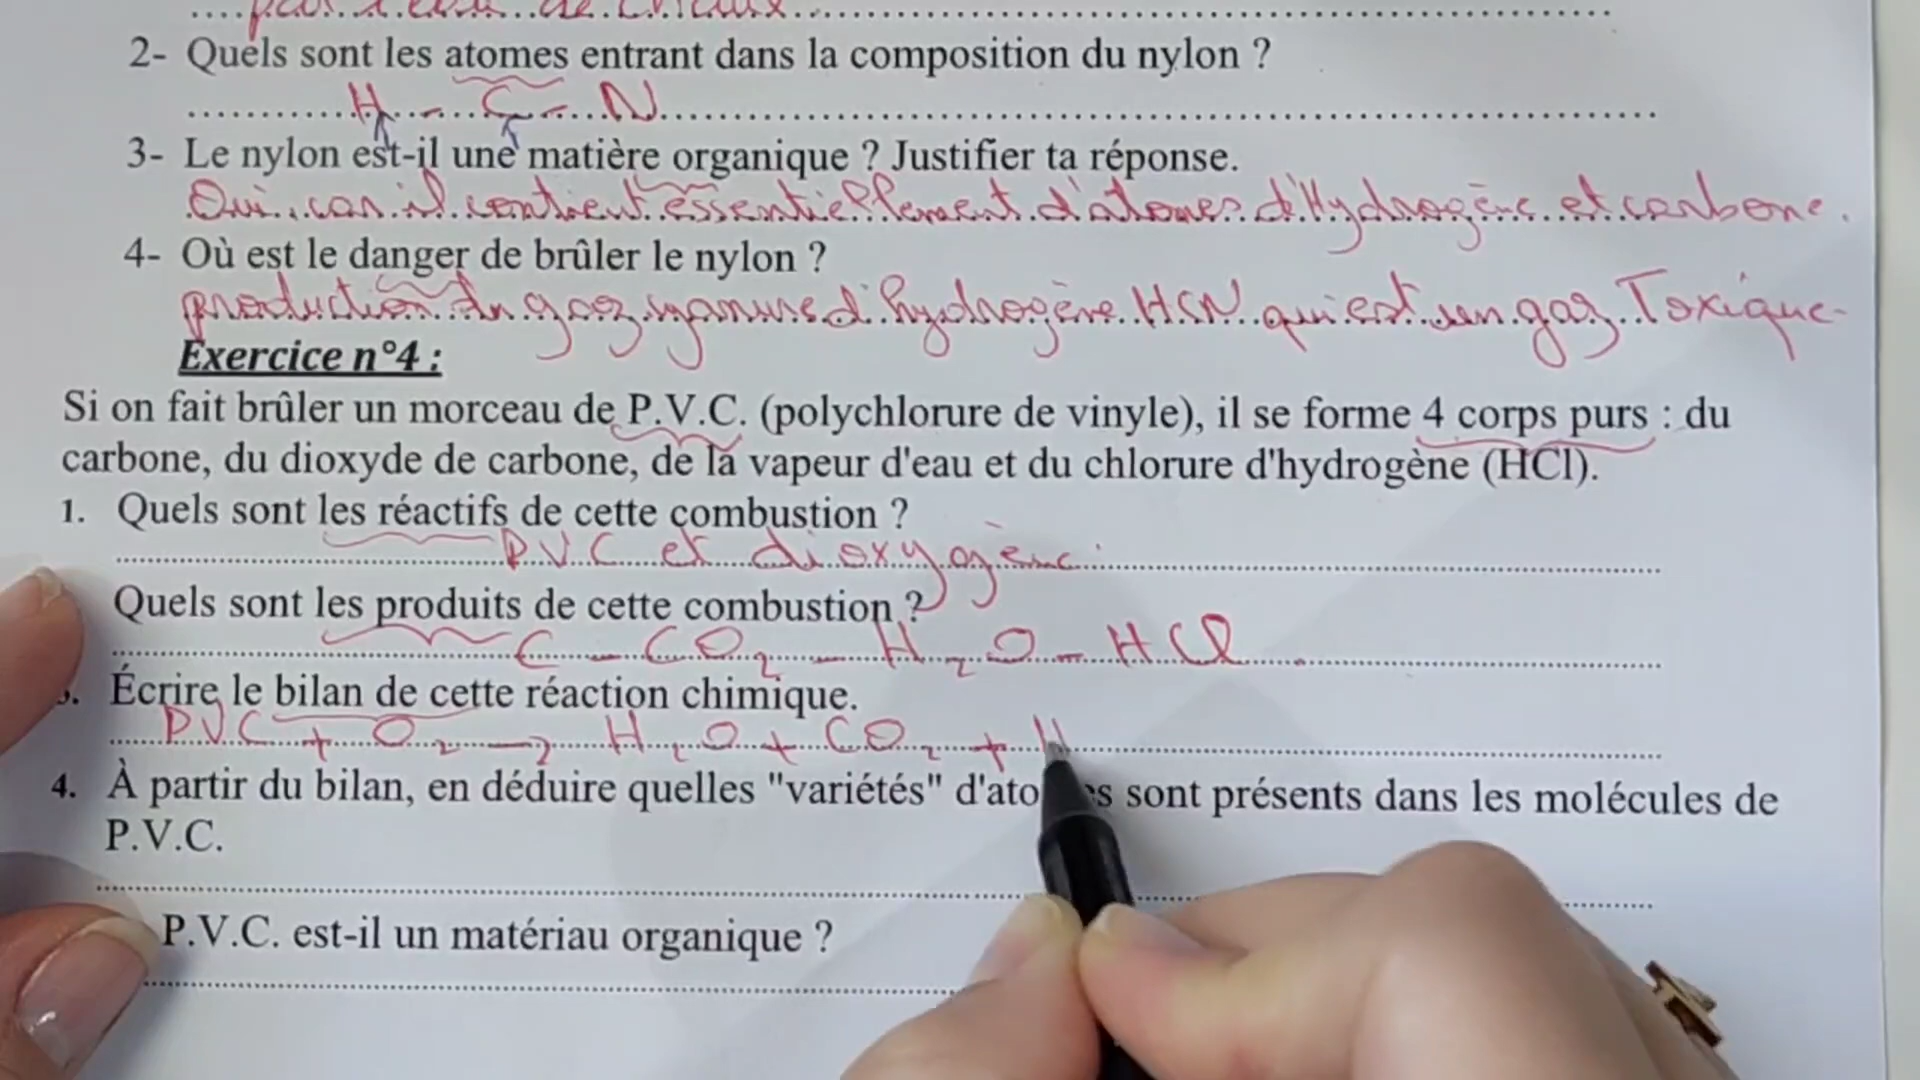 par l'eau de chaux
2- Quels sont les atomes entrant dans la composition du nylon ?
H - C - N
3- Le nylon est-il une matière organique ? Justifier ta réponse.
Oui, car il contient essentiellement d'atomes d'Hydrogène et carbone.
4- Où est le danger de brûler le nylon ?
production du gaz d'hydrogène HCN qui est un gaz Toxique
Exercice n°4 :
Si on fait brûler un morceau de P.V.C. (polychlorure de vinyle), il se forme 4 corps purs : du
carbone, du dioxyde de carbone, de la vapeur d'eau et du chlorure d'hydrogène (HCl).
1. Quels sont les réactifs de cette combustion ?
P.V.C et dioxygène
Quels sont les produits de cette combustion ?
C - CO2 - H2O - HCl
Écrire le bilan de cette réaction chimique.
PVC + O2 → H2O + CO2 + H
4. À partir du bilan, en déduire quelles "variétés" d'ato s sont présents dans les molécules de
P.V.C.
P.V.C. est-il un matériau organique ?